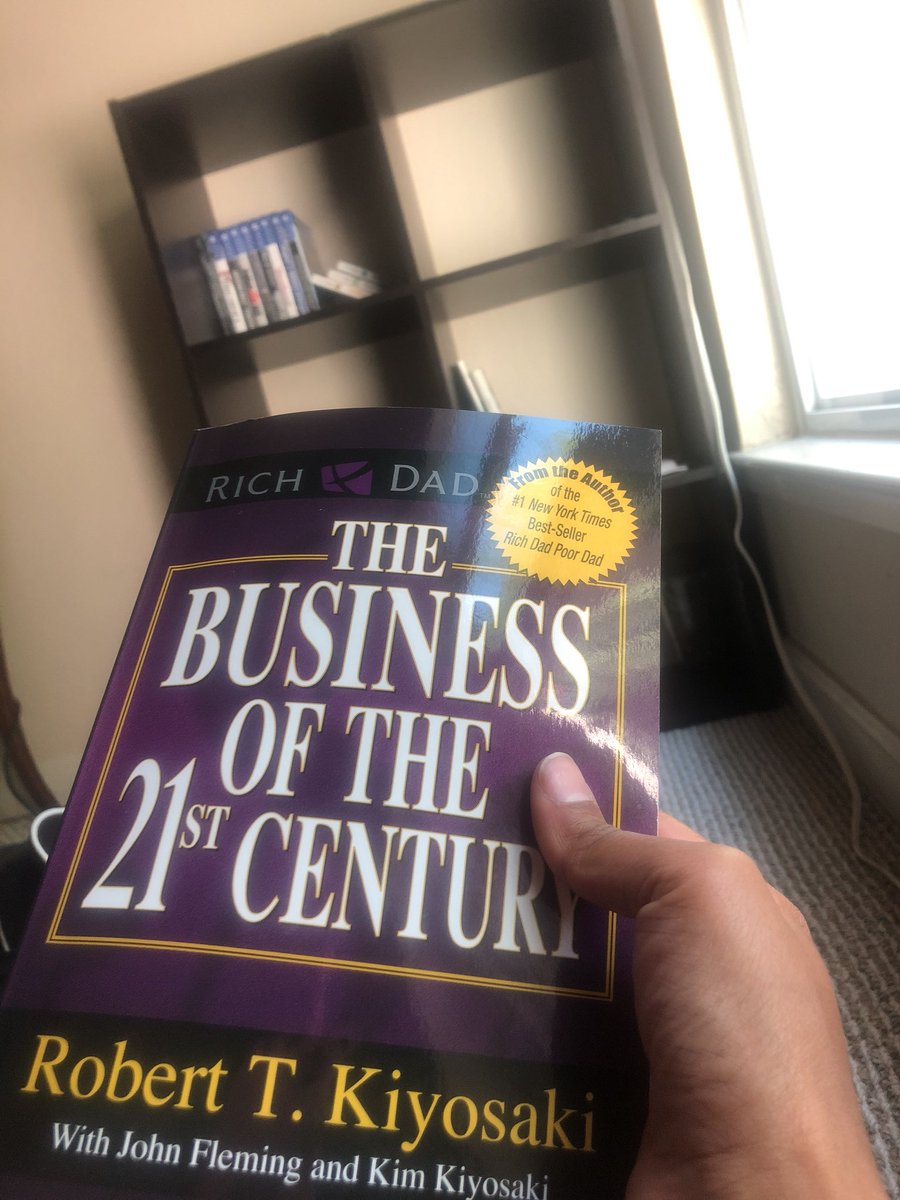 RICH DAD™
From the Author
of the
#1 New York Times
Best-Seller
Rich Dad Poor Dad
THE
BUSINESS
OF THE
21ST CENTURY
Robert T. Kiyosaki
With John Fleming and Kim Kiyosaki